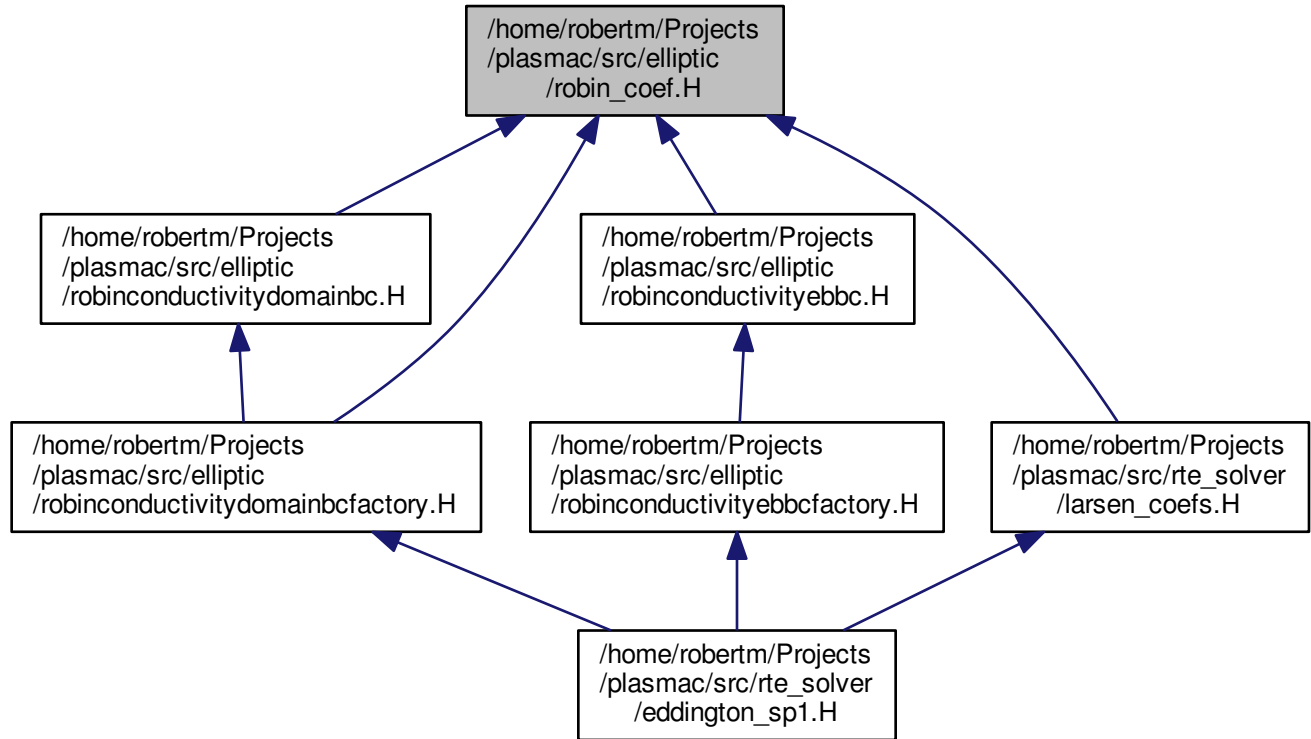 /home/robertm/Projects
/plasmac/src/elliptic
/robin_coef.H
/home/robertm/Projects
/plasmac/src/elliptic
/robinconductivitydomainbc.H
/home/robertm/Projects
/plasmac/src/elliptic
/robinconductivityebbc.H
/home/robertm/Projects
/plasmac/src/elliptic
/robinconductivitydomainbcfactory.H
/home/robertm/Projects
/plasmac/src/elliptic
/robinconductivityebbcfactory.H
/home/robertm/Projects
/plasmac/src/rte_solver
/larsen_coefs.H
/home/robertm/Projects
/plasmac/src/rte_solver
/eddington_sp1.H